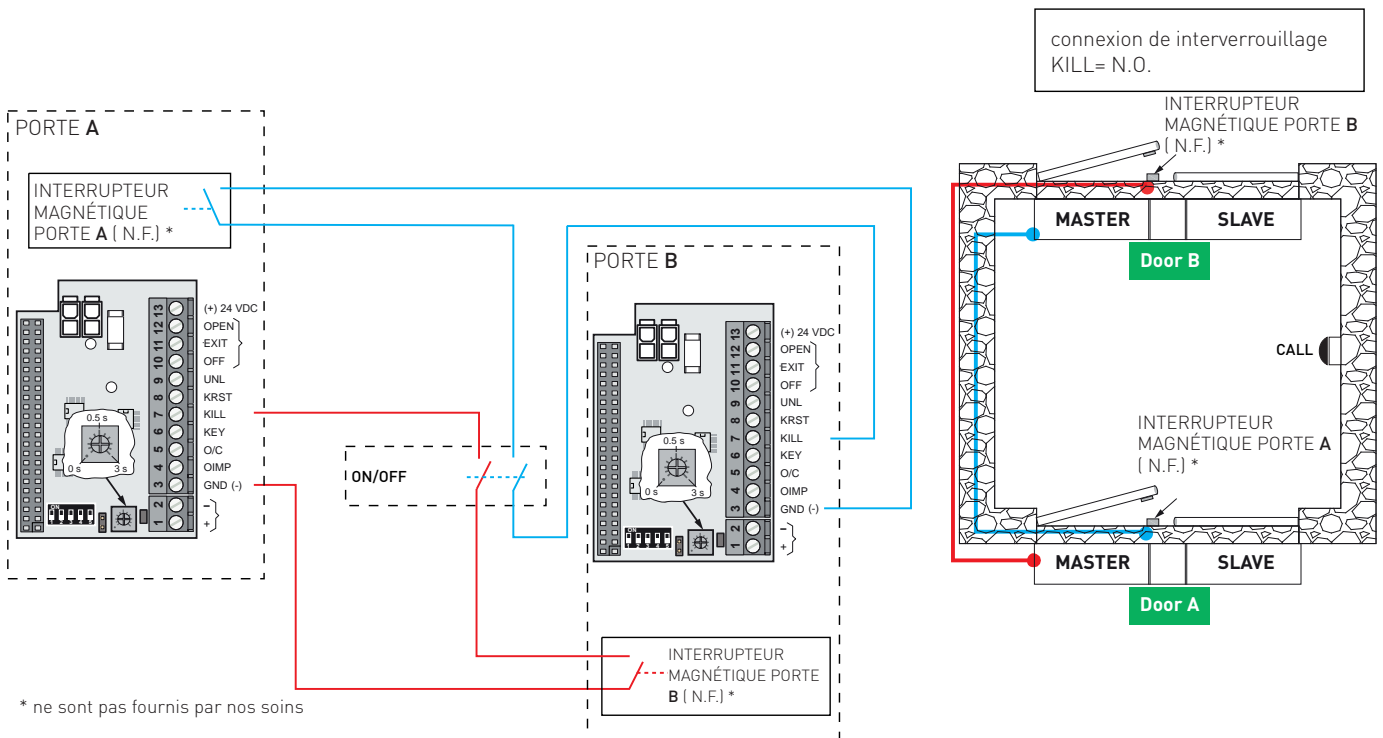 connexion de interverrouillage
KILL= N.O.
PORTE A
INTERRUPTEUR
MAGNÉTIQUE
PORTE A ( N.F.) *
13
12
11
10
9
8
7
6
5
4
3
2
1
(+) 24 VDC
OPEN
EXIT
OFF
UNL
KRST
KILL
KEY
O/C
OIMP
GND (-)
-
+
0.5 s
0 s
3 s
ON
ON/OFF
PORTE B
13
12
11
10
9
8
7
6
5
4
3
2
1
(+) 24 VDC
OPEN
EXIT
OFF
UNL
KRST
KILL
KEY
O/C
OIMP
GND (-)
-
+
0.5 s
0 s
3 s
ON
INTERRUPTEUR
MAGNÉTIQUE PORTE
B ( N.F.) *
* ne sont pas fournis par nos soins
INTERRUPTEUR
MAGNÉTIQUE PORTE B
( N.F.) *
MASTER
SLAVE
Door B
CALL
INTERRUPTEUR
MAGNÉTIQUE PORTE A
( N.F.) *
MASTER
SLAVE
Door A